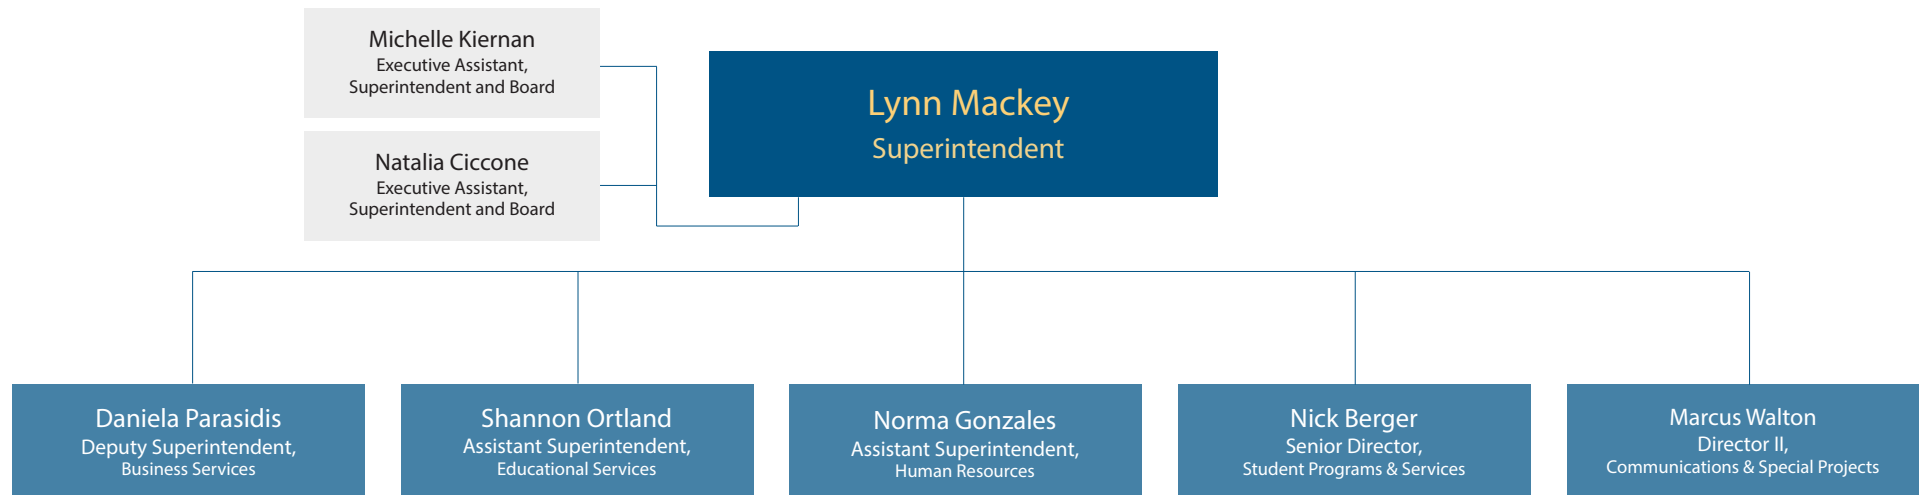 Michelle Kiernan
Executive Assistant,
Superintendent and Board
Natalia Ciccone
Executive Assistant,
Superintendent and Board
Lynn Mackey
Superintendent
Daniela Parasidis
Deputy Superintendent,
Business Services
Shannon Ortland
Assistant Superintendent,
Educational Services
Norma Gonzales
Assistant Superintendent,
Human Resources
Nick Berger
Senior Director,
Student Programs & Services
Marcus Walton
Director II,
Communications & Special Projects